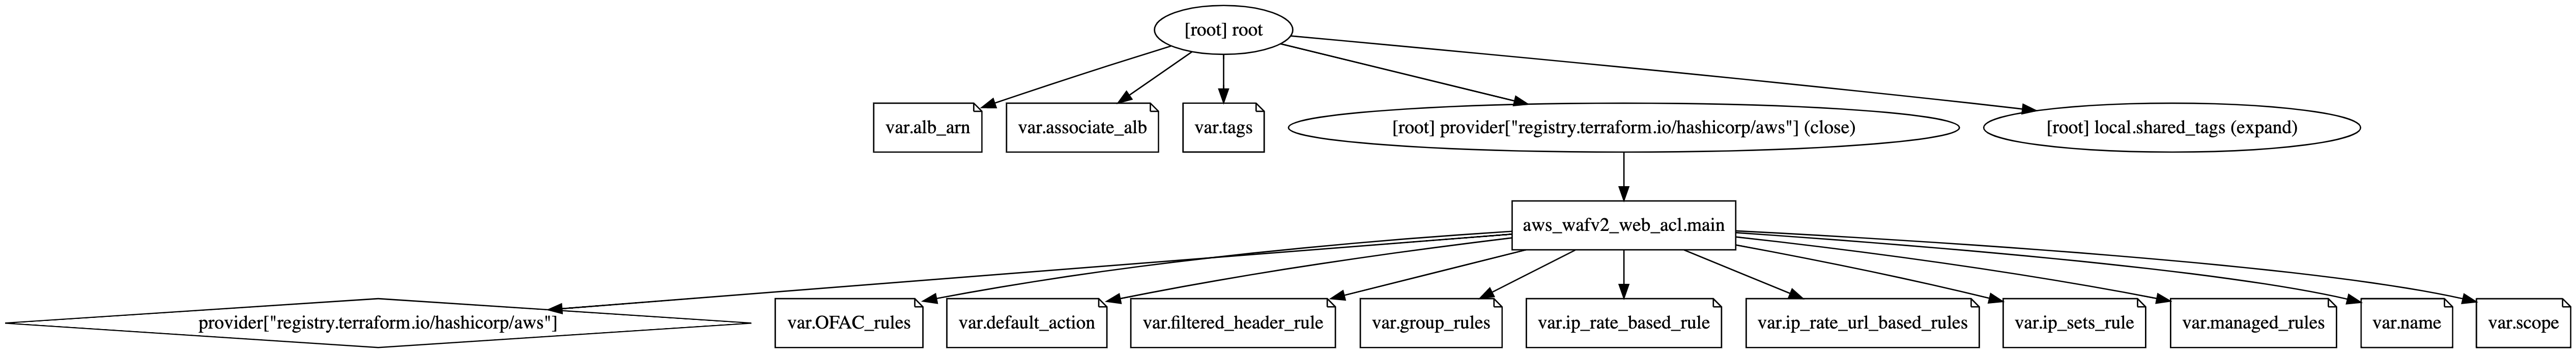 [root] root
var.alb_arn
var.associate_alb
var.tags
[root] provider["registry.terraform.io/hashicorp/aws"] (close)
[root] local.shared_tags (expand)
aws_wafv2_web_acl.main
provider["registry.terraform.io/hashicorp/aws"]
var.OFAC_rules
var.default_action
var.filtered_header_rule
var.group_rules
var.ip_rate_based_rule
var.ip_rate_url_based_rules
var.ip_sets_rule
var.managed_rules
var.name
var.scope